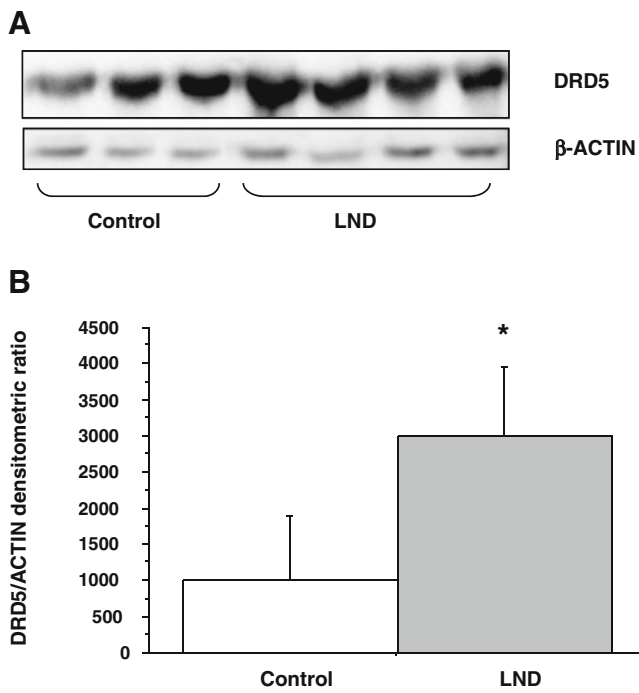 A
DRD5
β-ACTIN
Control LND
B
DRD5/ACTIN densitometric ratio
4500
4000
3500
3000
2500
2000
1500
1000
500
0
*
Control LND